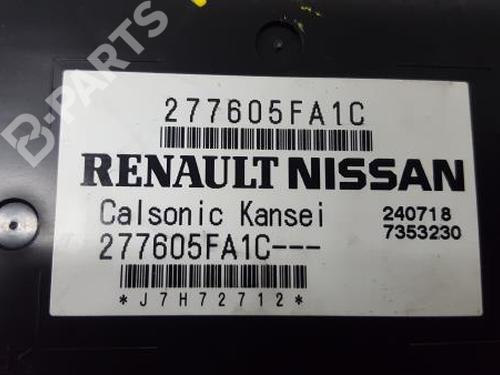 B-PARTS
277605FA1C
RENAULT NISSAN
Calsonic Kansei
240718
277605FA1C---
7353230
*J7H72712*